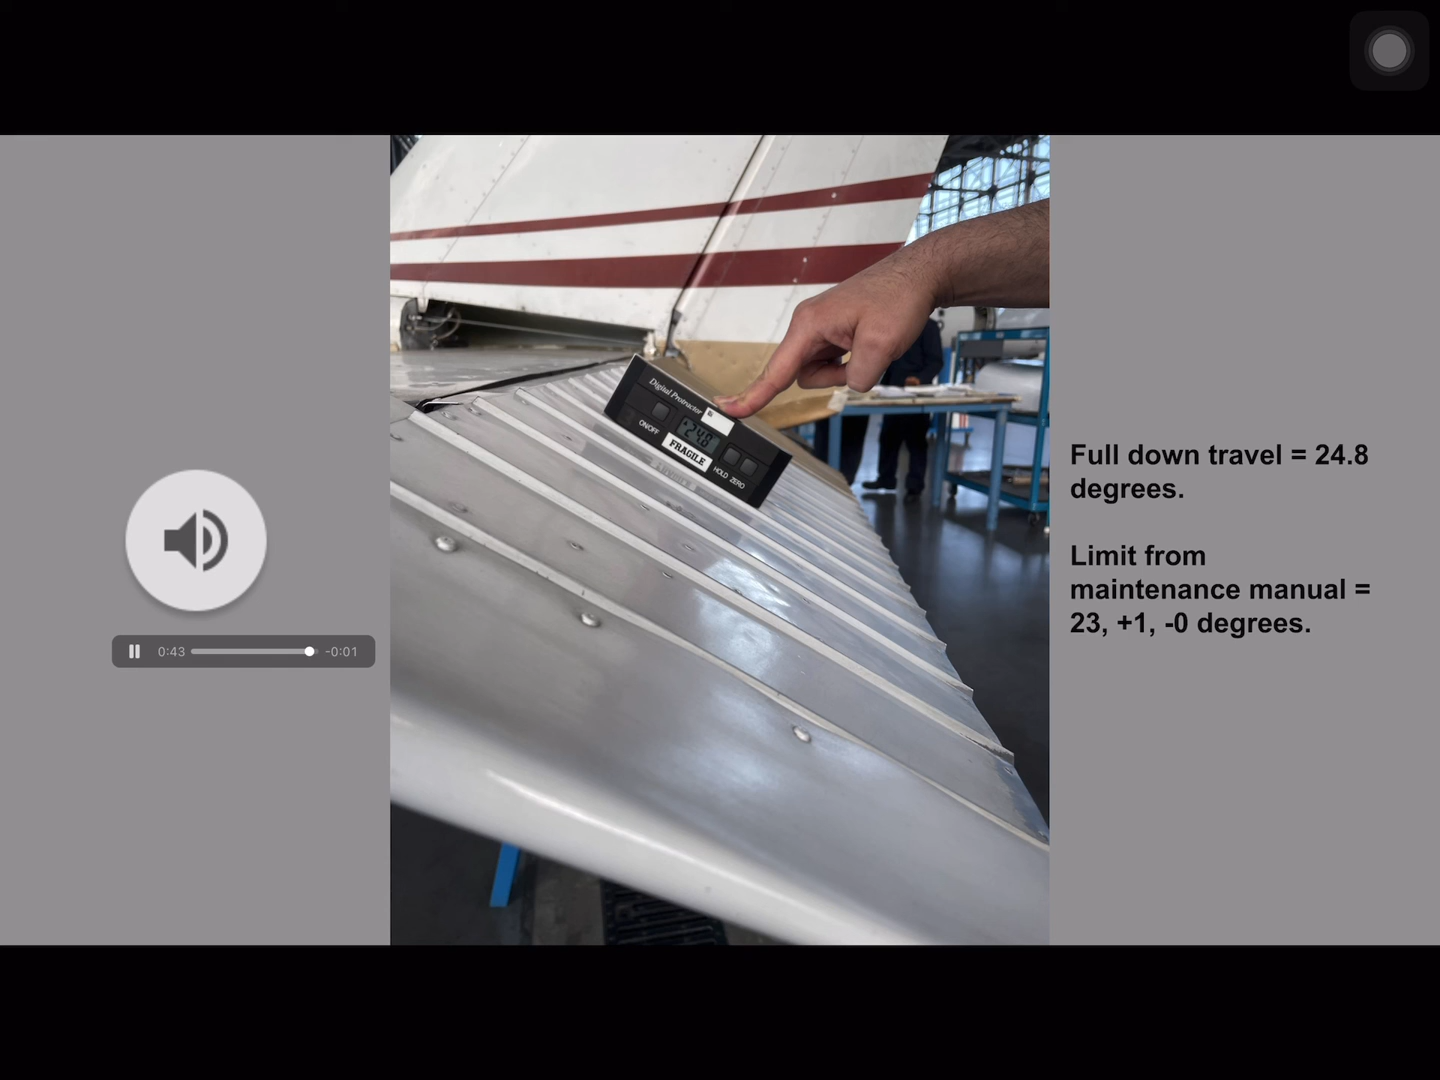 Digital Protractor
ON/OFF
24.8
FRAGILE
HOLD ZERO
0:43
-0:01
Full down travel = 24.8
degrees.
Limit from
maintenance manual =
23, +1, -0 degrees.